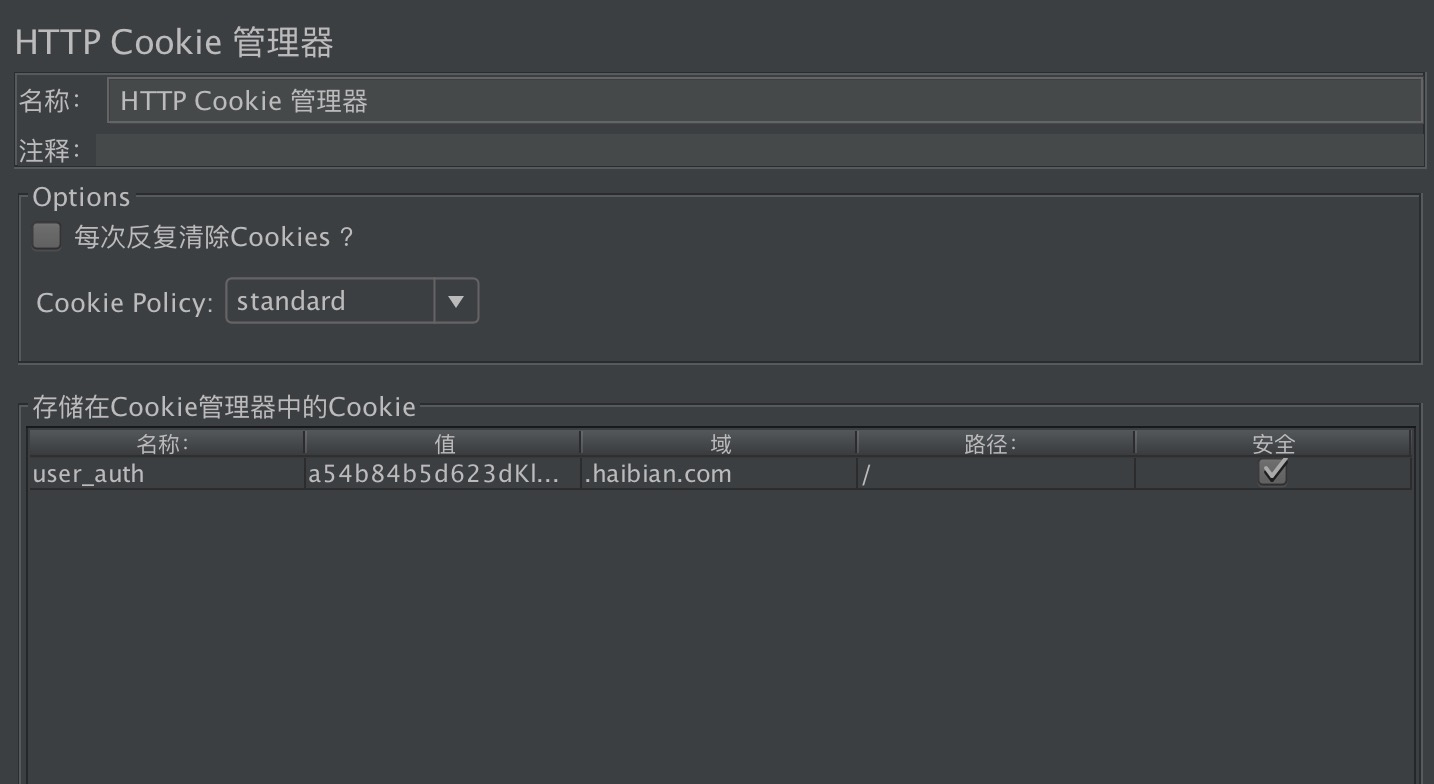 HTTP Cookie 管理器
名称： HTTP Cookie 管理器
注释：
Options
每次反复清除Cookies ?
Cookie Policy: standard
存储在Cookie管理器中的Cookie
名称： 值 域 路径： 安全
user_auth a54b84b5d623dKl... .haibian.com /